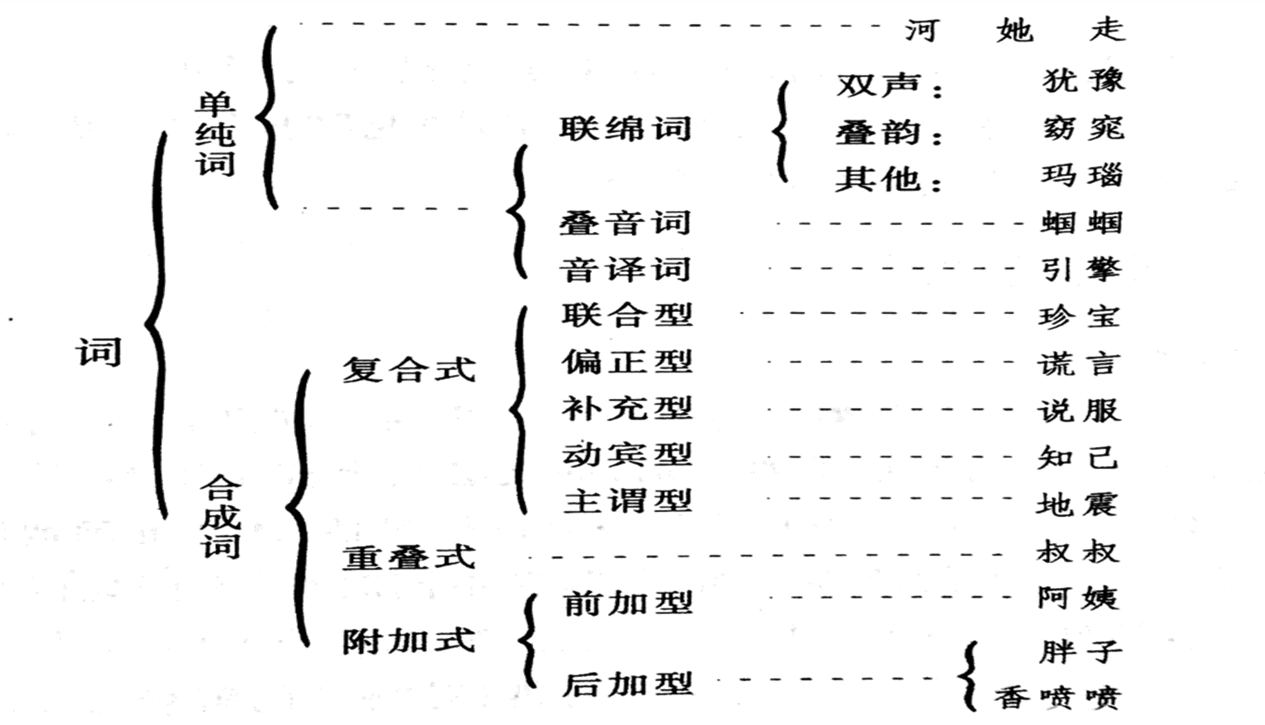 河 她 走
单纯词
联绵词
双声： 犹豫
叠韵： 窈窕
其他： 玛瑙
叠音词 蝈蝈
音译词 引擎
词
合成词
复合式
联合型 珍宝
偏正型 谎言
补充型 说服
动宾型 知己
主谓型 地震
重叠式 叔叔
附加式
前加型 阿姨
后加型 胖子
香喷喷